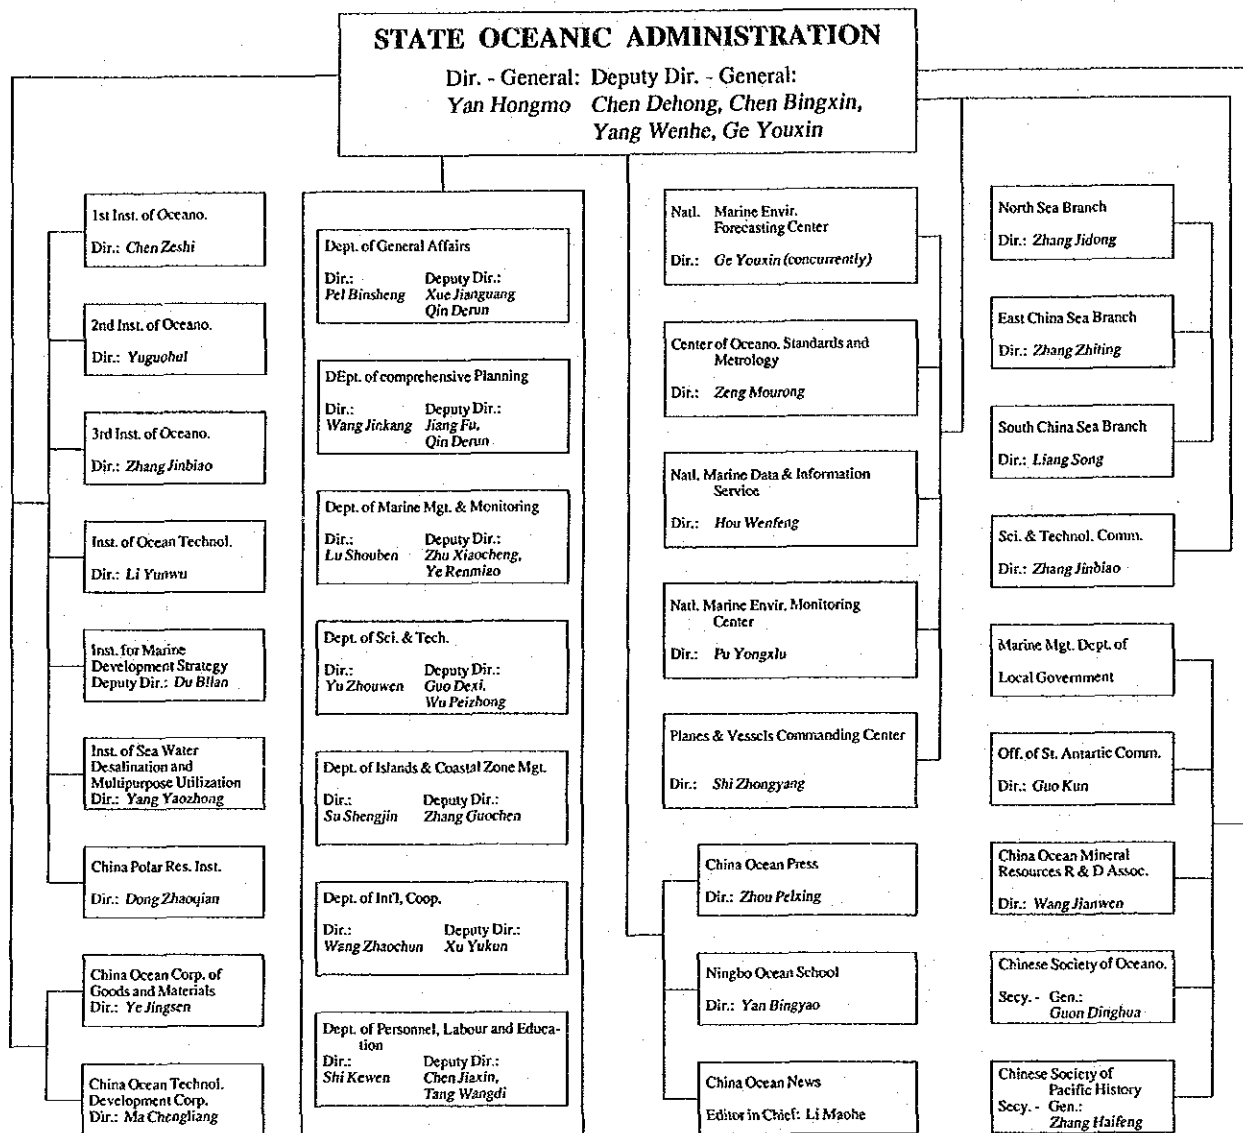 STATE OCEANIC ADMINISTRATION
Dir. - General: Deputy Dir. - General:
Yan Hongmo Chen Dehong, Chen Bingxin,
Yang Wenhe, Ge Youxin
1st Inst. of Oceano.
Dir.: Chen Zeshi
2nd Inst. of Oceano.
Dir.: Yuguohui
3rd Inst. of Oceano.
Dir.: Zhang Jinbiao
Inst. of Ocean Technol.
Dir.: Li Yunwu
Inst. for Marine
Development Strategy
Deputy Dir.: Du Bilan
Inst. of Sea Water
Desalination and
Multipurpose Utilization
Dir.: Yang Yaozhong
China Polar Res. Inst.
Dir.: Dong Zhaoqian
China Ocean Corp. of
Goods and Materials
Dir.: Ye Jingsen
China Ocean Technol.
Development Corp.
Dir.: Ma Chengliang
Dept. of General Affairs
Dir.: Deputy Dir.:
Pei Binsheng Xue Jianguang
Qin Derun
DEpt. of comprehensive Planning
Dir.: Deputy Dir.:
Wang Jinkang Jiang Fu,
Qin Derun
Dept. of Marine Mgt. & Monitoring
Dir.: Deputy Dir.:
Lu Shouben Zhu Xiaocheng,
Ye Renmiao
Dept. of Sci. & Tech.
Dir.: Deputy Dir.:
Yu Zhouwen Guo Dexi,
Wu Peizhong
Dept. of Islands & Coastal Zone Mgt.
Dir.: Deputy Dir.:
Su Shengjin Zhang Guochen
Dept. of Int'l, Coop.
Dir.: Deputy Dir.:
Wang Zhaochun Xu Yukun
Dept. of Personnel, Labour and Educa-
tion
Dir.: Deputy Dir.:
Shi Kewen Chen Jiaxin,
Tang Wangdi
Natl. Marine Envir.
Forecasting Center
Dir.: Ge Youxin (concurrently)
Center of Oceano. Standards and
Metrology
Dir.: Zeng Mourong
Natl. Marine Data & Information
Service
Dir.: Hou Wenfeng
Natl. Marine Envir. Monitoring
Center
Dir.: Pu Yongxiu
Planes & Vessels Commanding Center
Dir.: Shi Zhongyang
China Ocean Press
Dir.: Zhou Peixing
Ningbo Ocean School
Dir.: Yan Bingyao
China Ocean News
Editor in Chief: Li Maohe
North Sea Branch
Dir.: Zhang Jidong
East China Sea Branch
Dir.: Zhang Zhiting
South China Sea Branch
Dir.: Liang Song
Sci. & Technol. Comm.
Dir.: Zhang Jinbiao
Marine Mgt. Dept. of
Local Government
Off. of St. Antartic Comm.
Dir.: Guo Kun
China Ocean Mineral
Resources R & D Assoc.
Dir.: Wang Jianwen
Chinese Society of Oceano.
Secy. - Gen.:
Guon Dinghua
Chinese Society of
Pacific History
Secy. - Gen.:
Zhang Haifeng